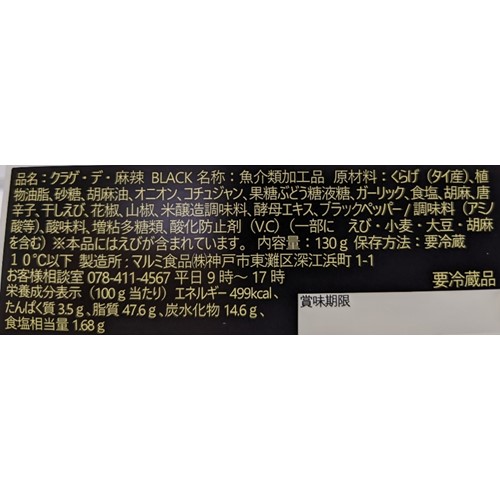 品名：クラゲ・デ・麻辣 BLACK 名称：魚介類加工品 原材料：くらげ（タイ産）、植
物油脂、砂糖、胡麻油、オニオン、コチュジャン、果糖ぶどう糖液糖、ガーリック、食塩、胡麻、唐
辛子、干しえび、花椒、山椒、米醸造調味料、酵母エキス、ブラックペッパー/調味料（アミノ
酸等）、酸味料、増粘多糖類、酸化防止剤（V.C）（一部に えび・小麦・大豆・胡麻
を含む）※本品にはえびが含まれています。 内容量：130g 保存方法：要冷蔵
10℃以下 製造所：マルミ食品㈱神戸市東灘区深江浜町 1-1
お客様相談室 078-411-4567 平日 9 時〜 17 時
栄養成分表示（100g 当たり）エネルギー 499kcal、
たんぱく質 3.5g、脂質 47.6g、炭水化物 14.6g、
食塩相当量 1.68g
要冷蔵品
賞味期限